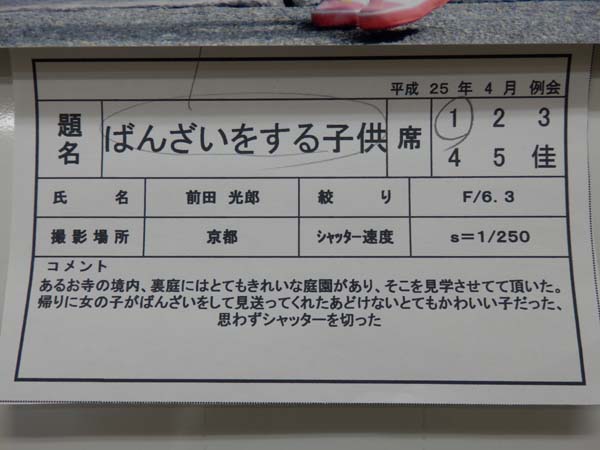 平成 25 年 4 月 例会
題名 ばんざいをする子供 席 1 2 3
4 5 佳
氏 名 前田 光郎 絞 り F/6.3
撮影場所 京都 シャッター速度 s=1/250
コメント
あるお寺の境内、裏庭にはとてもきれいな庭園があり、そこを見学させてて頂いた。
帰りに女の子がばんざいをして見送ってくれたあどけないとてもかわいい子だった、
思わずシャッターを切った